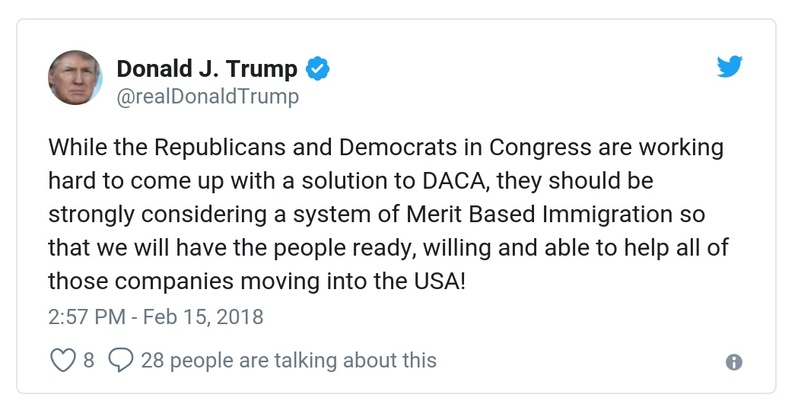 Donald J. Trump
@realDonaldTrump
While the Republicans and Democrats in Congress are working
hard to come up with a solution to DACA, they should be
strongly considering a system of Merit Based Immigration so
that we will have the people ready, willing and able to help all of
those companies moving into the USA!
2:57 PM - Feb 15, 2018
8 28 people are talking about this